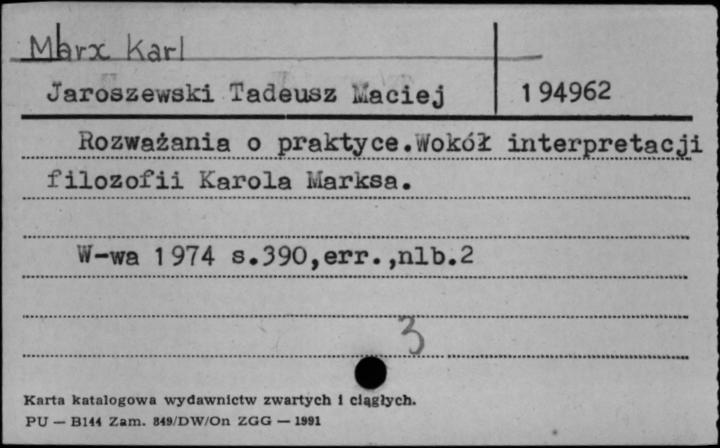 Marx Karl
Jaroszewski Tadeusz Maciej 194962
Rozważania o praktyce.Wokół interpretacji
filozofii Karola Marksa.
W-wa 1974 s.390,err.,nlb.2
3
Karta katalogowa wydawnictw zwartych i ciągłych.
PU — B144 Zam. 849/DW/On ZGG — 1991